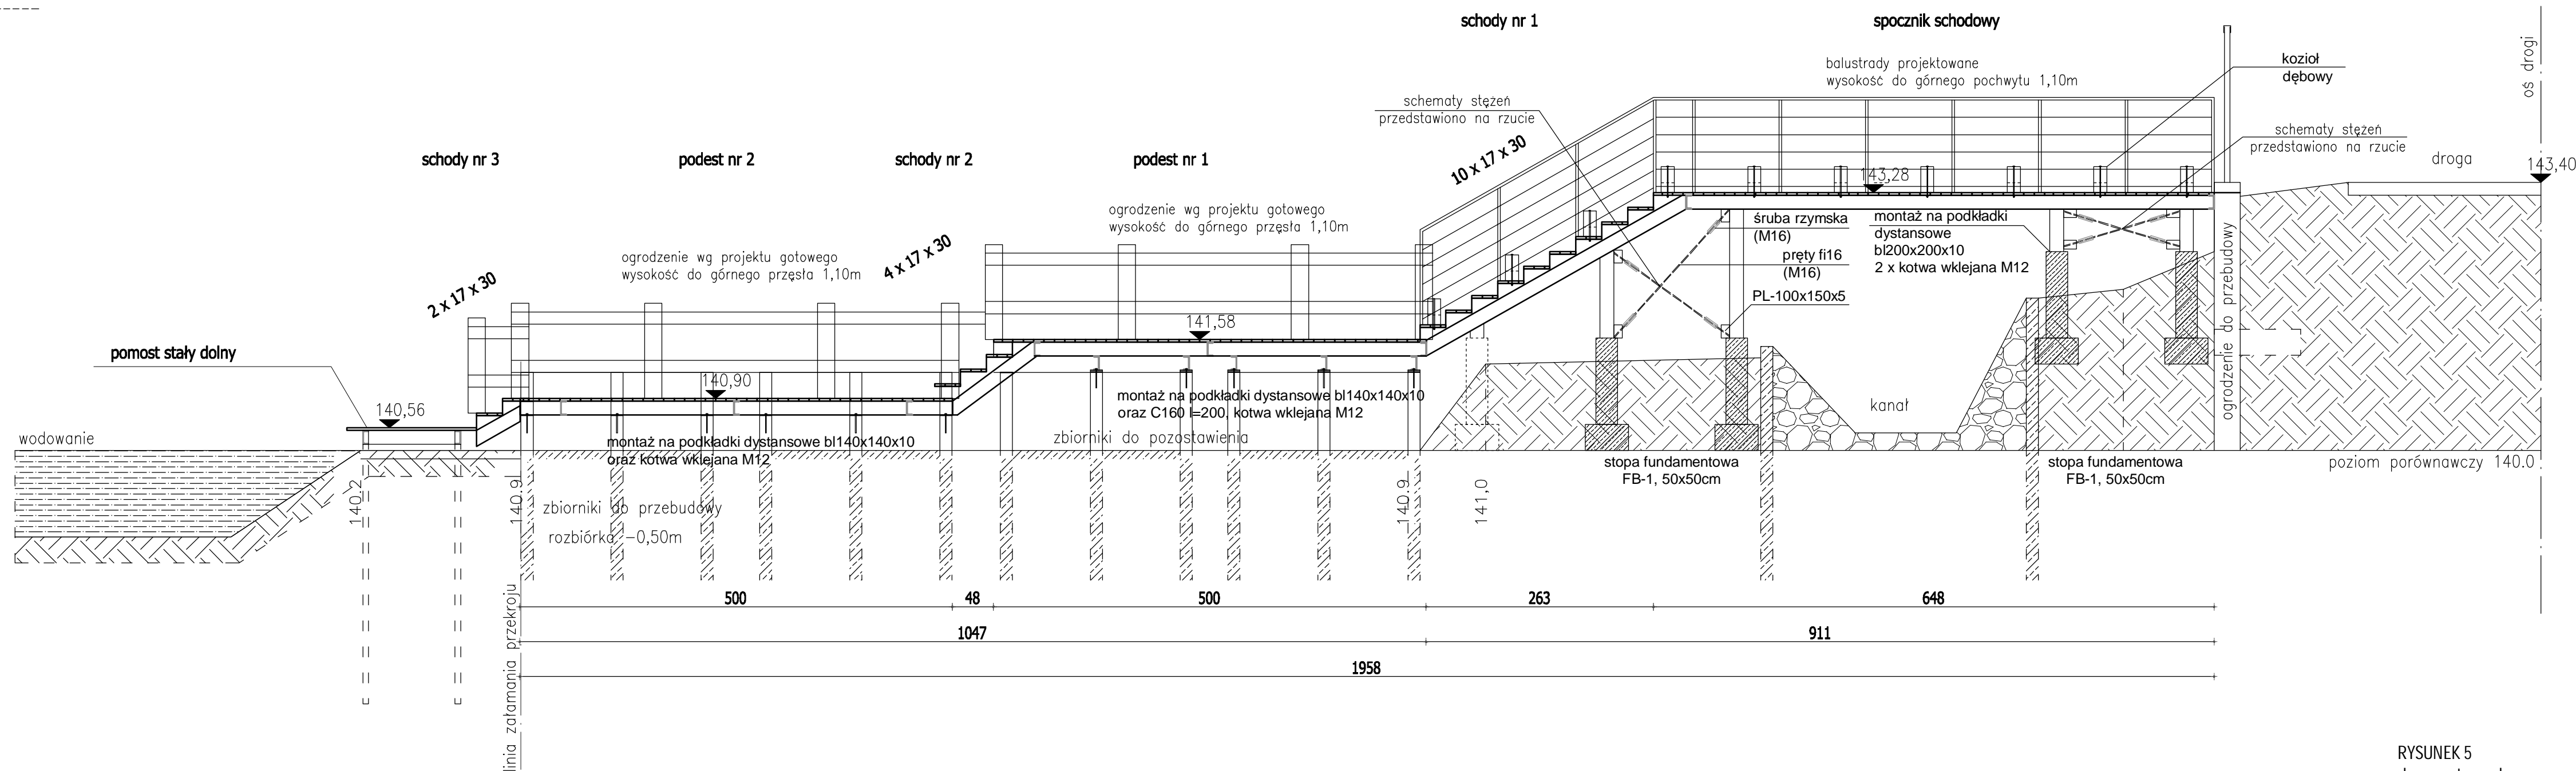 schody nr 1
spocznik schodowy
balustrady projektowane
wysokość do górnego pochwytu 1,10m
kozioł
dębowy
oś drogi
schematy stężeń
przedstawiono na rzucie
schematy stężeń
przedstawiono na rzucie
droga
143,40
schody nr 3
podest nr 2
schody nr 2
podest nr 1
10 x 17 x 30
143,28
ogrodzenie wg projektu gotowego
wysokość do górnego przęsła 1,10m
śruba rzymska
(M16)
pręty fi16
(M16)
PL-100x150x5
montaż na podkładki
dystansowe
bl200x200x10
2 x kotwa wklejana M12
ogrodzenie do przebudowy
ogrodzenie wg projektu gotowego
wysokość do górnego przęsła 1,10m
4 x 17 x 30
2 x 17 x 30
141,58
pomost stały dolny
140,90
140,56
montaż na podkładki dystansowe bl140x140x10
oraz C160 l=200, kotwa wklejana M12
kanał
wodowanie
montaż na podkładki dystansowe bl140x140x10
oraz kotwa wklejana M12
zbiorniki do pozostawienia
stopa fundamentowa
FB-1, 50x50cm
stopa fundamentowa
FB-1, 50x50cm
poziom porównawczy 140.0
140.2
140.9
zbiorniki do przebudowy
rozbiórka -0,50m
140.9
141,0
linia załamania przekroju
500
48
500
263
648
1047
911
1958
RYSUNEK 5